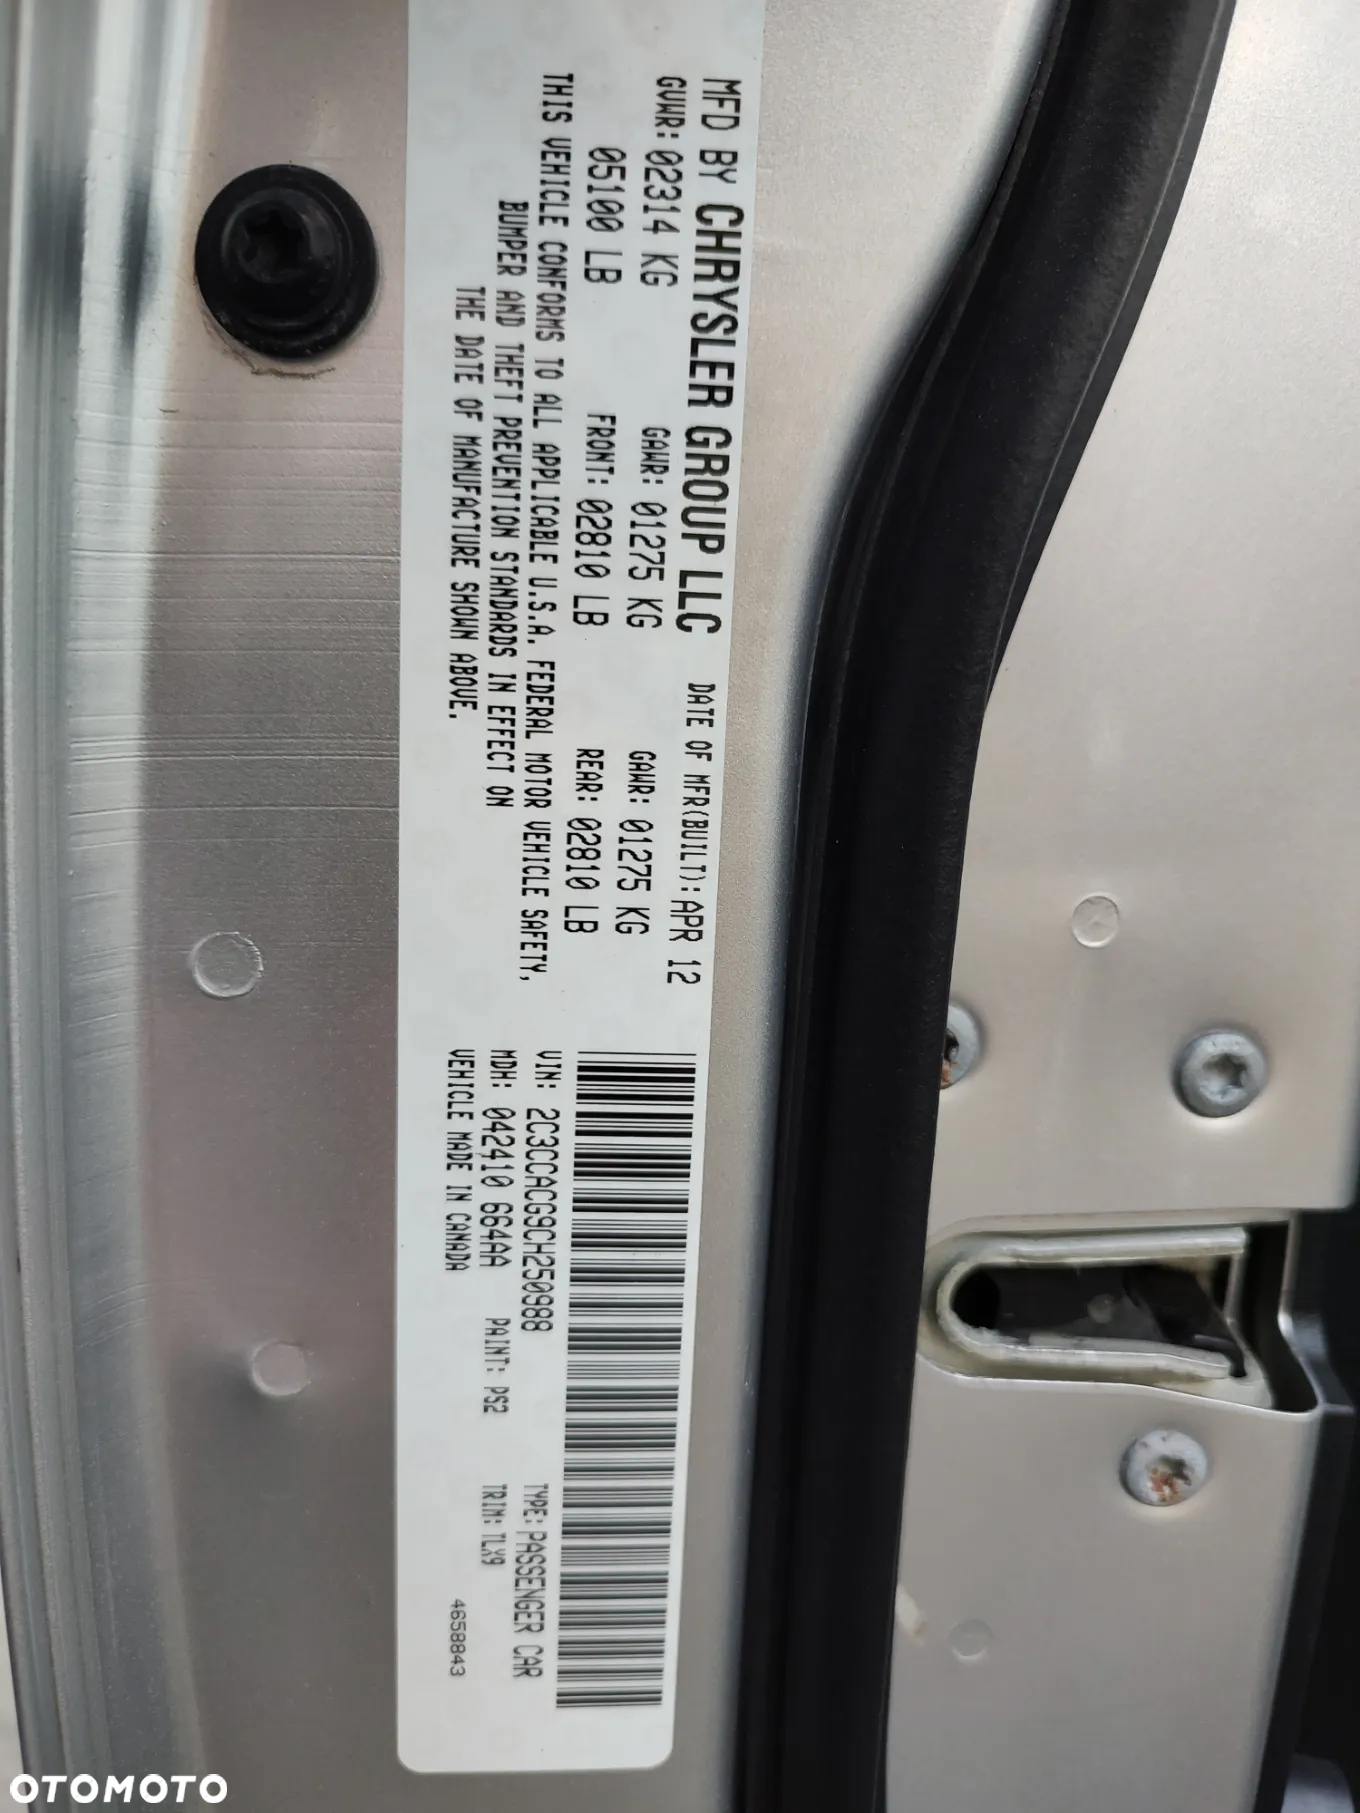 MFD BY CHRYSLER GROUP LLC DATE OF MFR(BUILT): APR 12
GVWR: 02314 KG GAWR: 01275 KG GAWR: 01275 KG
05100 LB FRONT: 02810 LB REAR: 02810 LB
THIS VEHICLE CONFORMS TO ALL APPLICABLE U.S.A. FEDERAL MOTOR VEHICLE SAFETY,
BUMPER AND THEFT PREVENTION STANDARDS IN EFFECT ON
THE DATE OF MANUFACTURE SHOWN ABOVE.
VIN: 2C3CCACG9CH250988 TYPE: PASSENGER CAR
MDH: 042410 664AA PAINT: PS2 TRIM: TLX9
VEHICLE MADE IN CANADA 4658843
OTOMOTO